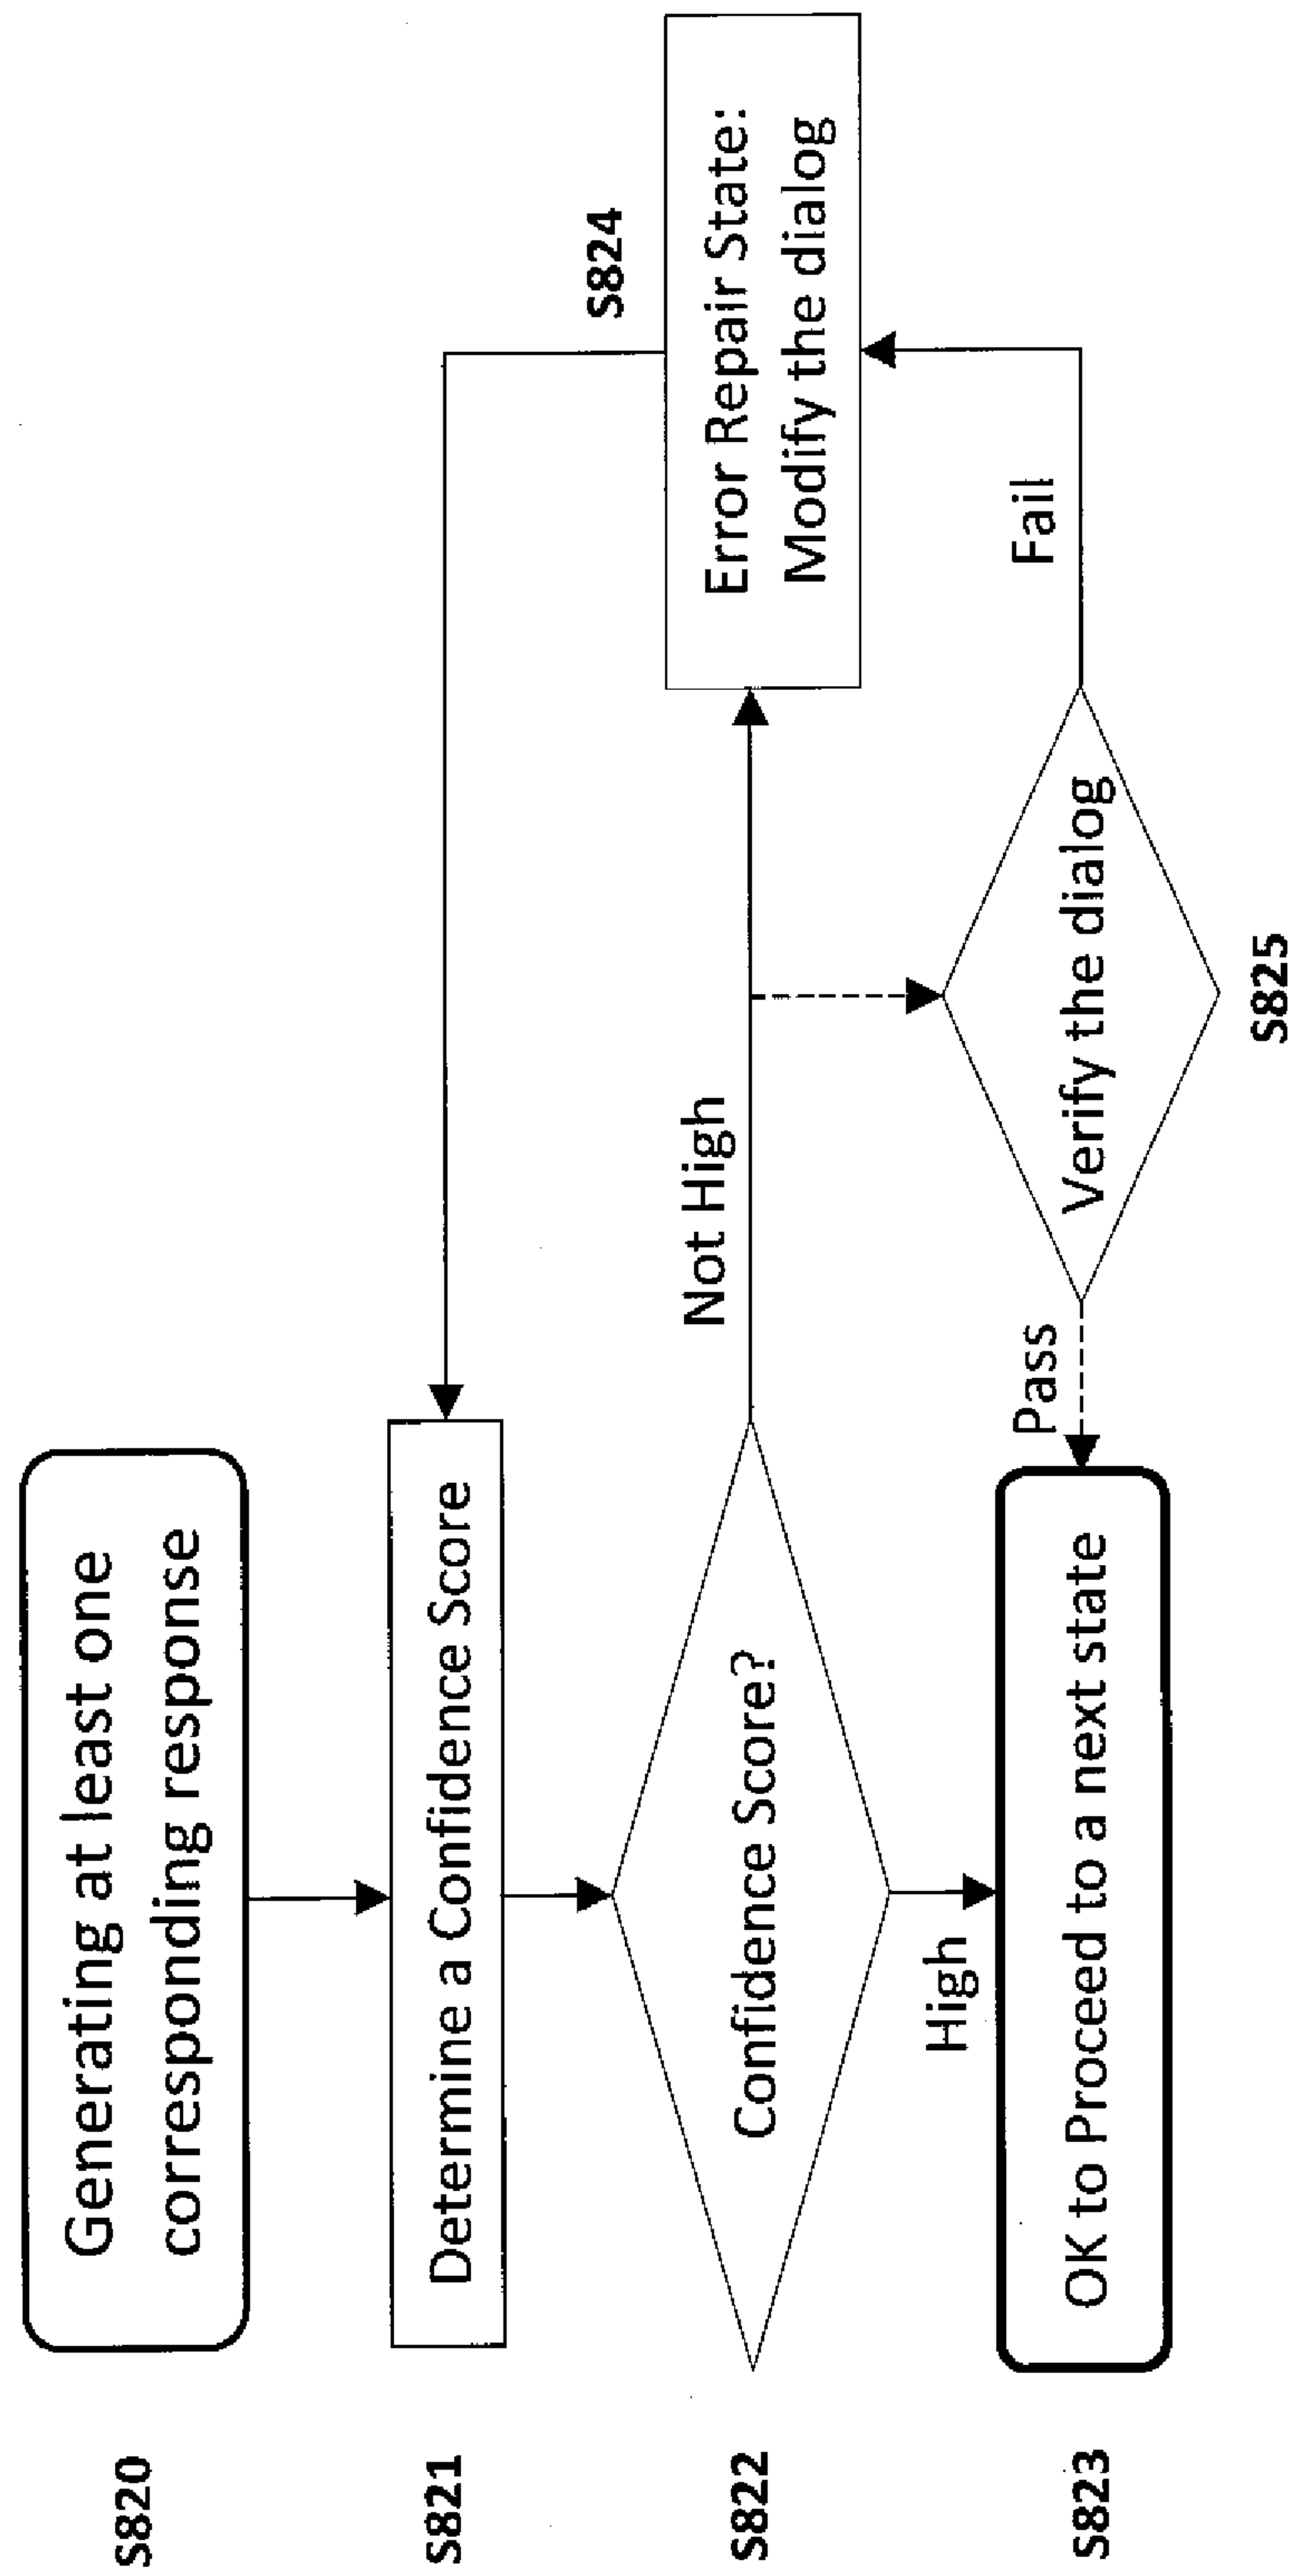 S820
Generating at least one
corresponding response
S821
Determine a Confidence Score
S824
Error Repair State:
Modify the dialog
S822
Confidence Score?
Not High
High
S823
OK to Proceed to a next state
Pass
Verify the dialog
Fail
S825